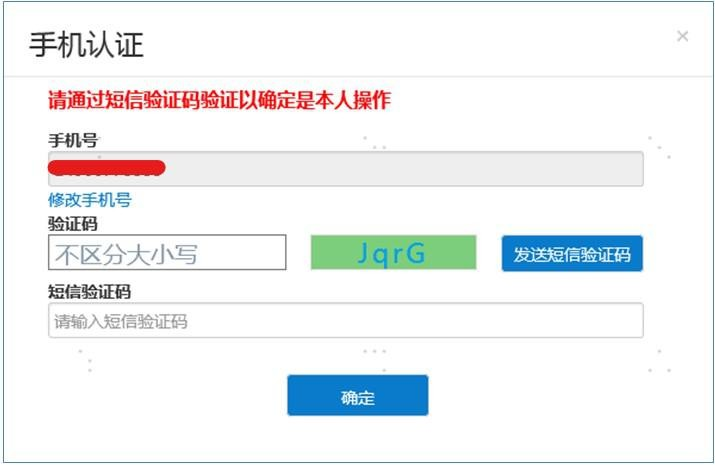 手机认证
×
请通过短信验证码验证以确定是本人操作
手机号
修改手机号
验证码
不区分大小写 JqrG 发送短信验证码
短信验证码
请输入短信验证码
确定